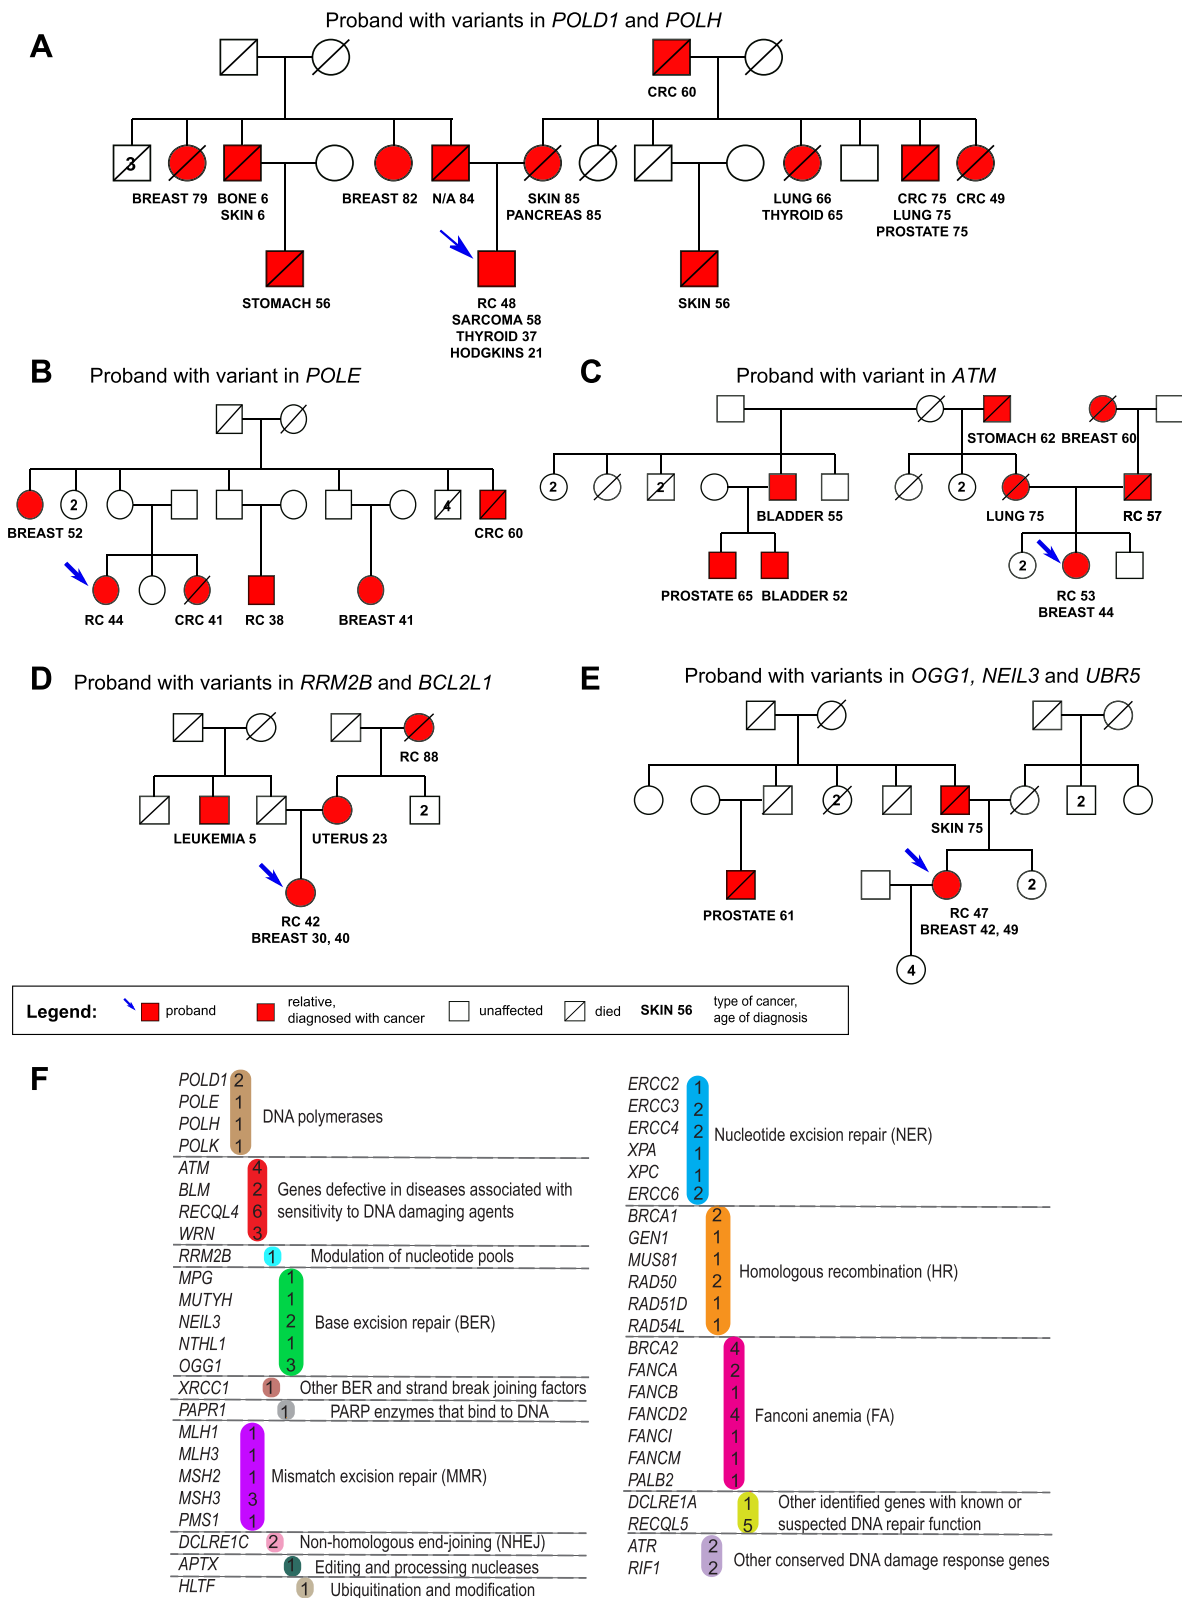 Proband with variants in POLD1 and POLH
A
CRC 60
3
BREAST 79
BONE 6
SKIN 6
BREAST 82
N/A 84
SKIN 85
PANCREAS 85
LUNG 66
THYROID 65
CRC 75
LUNG 75
PROSTATE 75
CRC 49
STOMACH 56
RC 48
SARCOMA 58
THYROID 37
HODGKINS 21
SKIN 56
B
Proband with variant in POLE
2
4
BREAST 52
CRC 60
RC 44
CRC 41
RC 38
BREAST 41
C
Proband with variant in ATM
STOMACH 62
BREAST 60
2
2
2
BLADDER 55
LUNG 75
RC 57
2
PROSTATE 65
BLADDER 52
RC 53
BREAST 44
D
Proband with variants in RRM2B and BCL2L1
RC 88
2
LEUKEMIA 5
UTERUS 23
RC 42
BREAST 30, 40
E
Proband with variants in OGG1, NEIL3 and UBR5
2
2
SKIN 75
2
PROSTATE 61
RC 47
BREAST 42, 49
4
Legend:
proband
relative,
diagnosed with cancer
unaffected
died
SKIN 56
type of cancer,
age of diagnosis
F
POLD1 2
POLE 1
POLH 1
POLK 1
DNA polymerases
ATM 4
BLM 2
RECQL4 6
WRN 3
Genes defective in diseases associated with
sensitivity to DNA damaging agents
RRM2B 1
Modulation of nucleotide pools
MPG 1
MUTYH 1
NEIL3 2
NTHL1 1
OGG1 3
Base excision repair (BER)
XRCC1 1
Other BER and strand break joining factors
PAPR1 1
PARP enzymes that bind to DNA
MLH1 1
MLH3 1
MSH2 1
MSH3 3
PMS1 1
Mismatch excision repair (MMR)
DCLRE1C 2
Non-homologous end-joining (NHEJ)
APTX 1
Editing and processing nucleases
HLTF 1
Ubiquitination and modification
ERCC2 1
ERCC3 2
ERCC4 2
XPA 1
XPC 1
ERCC6 2
Nucleotide excision repair (NER)
BRCA1 2
GEN1 1
MUS81 1
RAD50 2
RAD51D 1
RAD54L 1
Homologous recombination (HR)
BRCA2 4
FANCA 2
FANCB 1
FANCD2 4
FANCI 1
FANCM 1
PALB2 1
Fanconi anemia (FA)
DCLRE1A 1
RECQL5 5
Other identified genes with known or
suspected DNA repair function
ATR 2
RIF1 2
Other conserved DNA damage response genes